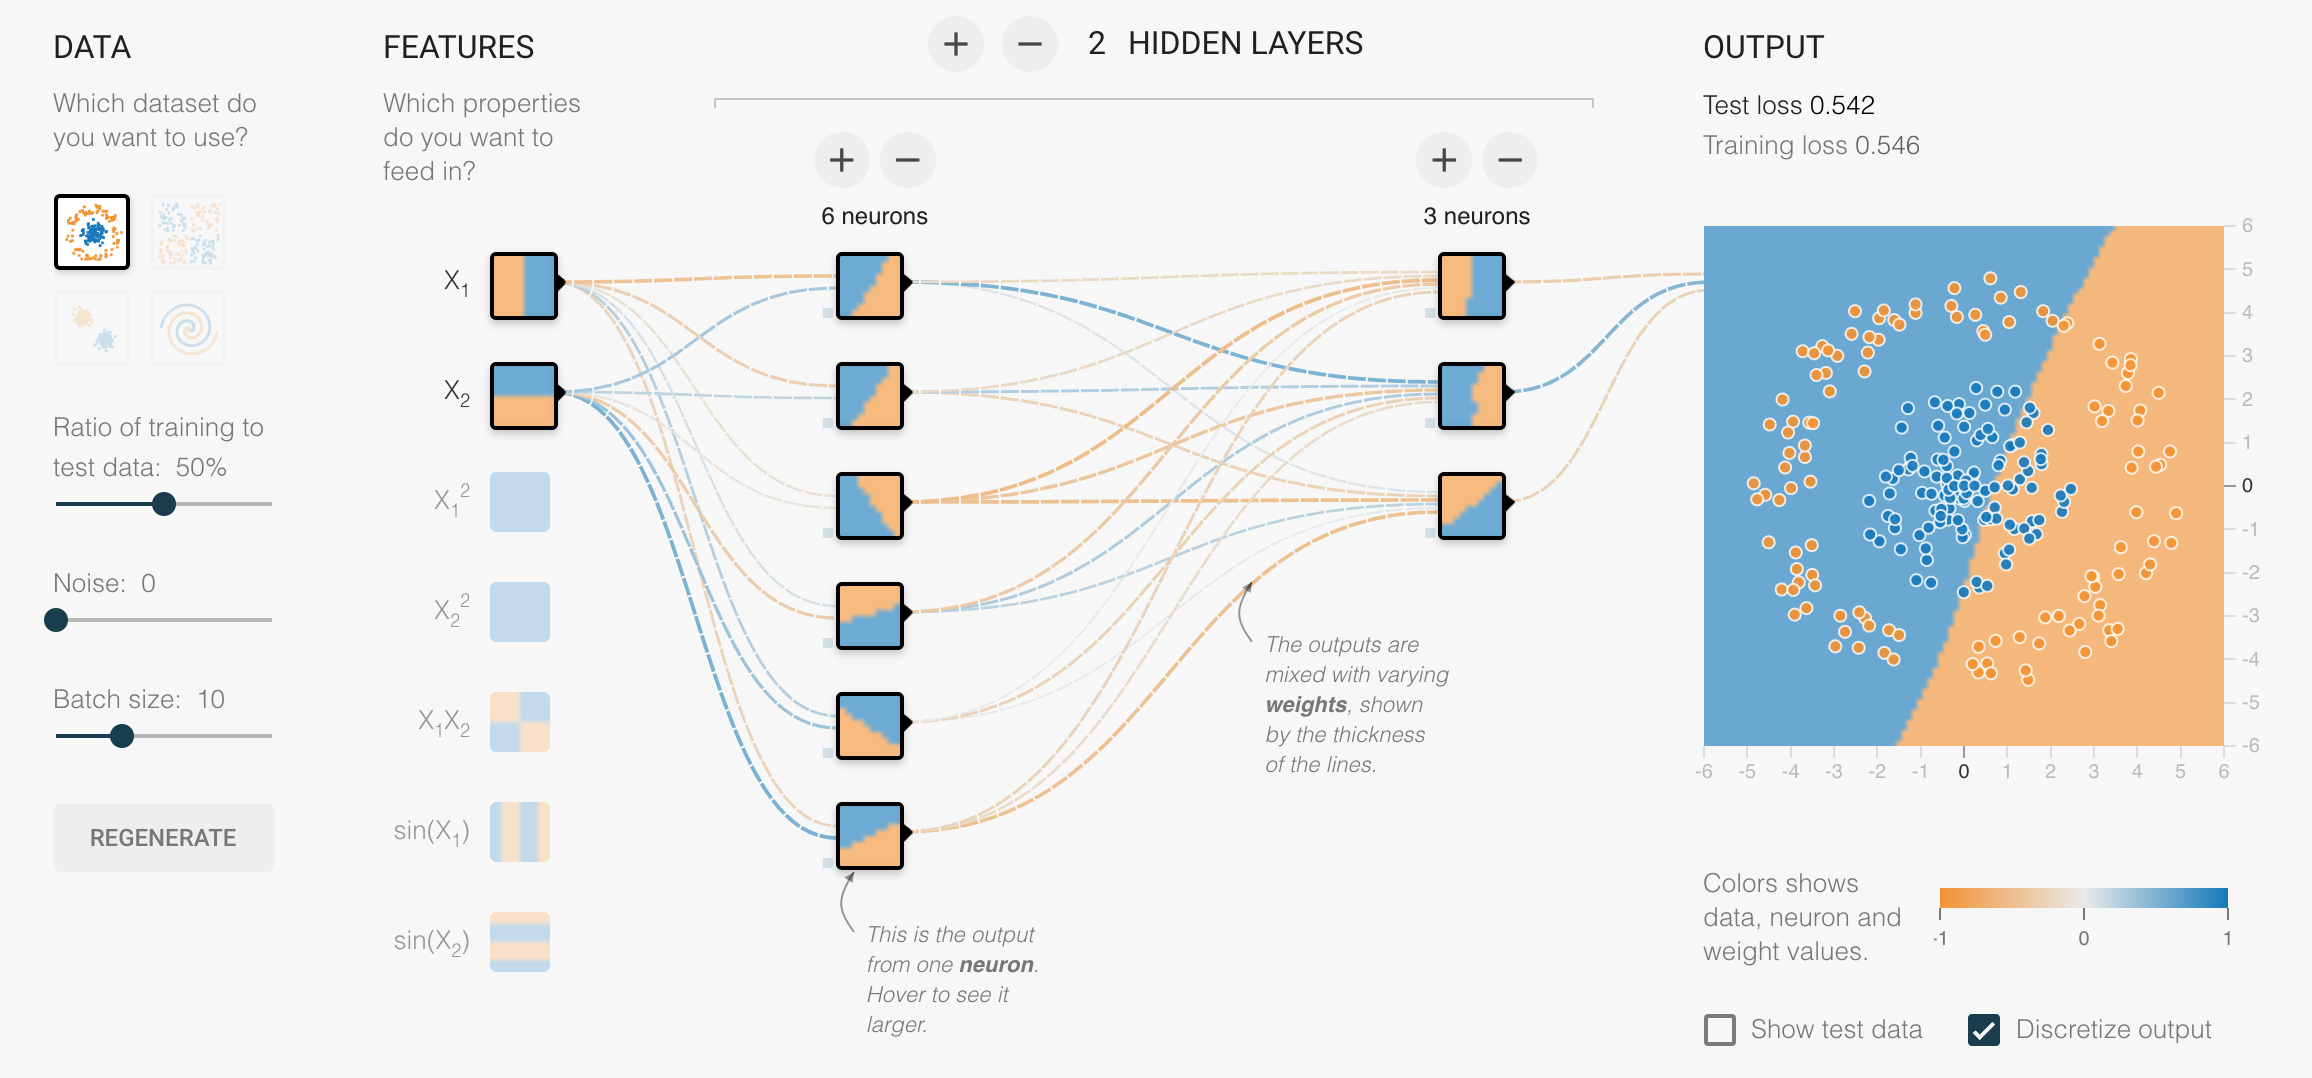 DATA
Which dataset do
you want to use?
Ratio of training to
test data: 50%
Noise: 0
Batch size: 10
REGENERATE
FEATURES
Which properties
do you want to
feed in?
X₁
X₂
X₁²
X₂²
X₁X₂
sin(X₁)
sin(X₂)
+ − 2 HIDDEN LAYERS
+ −
6 neurons
+ −
3 neurons
The outputs are
mixed with varying
weights, shown
by the thickness
of the lines.
This is the output
from one neuron.
Hover to see it
larger.
OUTPUT
Test loss 0.542
Training loss 0.546
6
5
4
3
2
1
0
-1
-2
-3
-4
-5
-6
-6 -5 -4 -3 -2 -1 0 1 2 3 4 5 6
Colors shows
data, neuron and
weight values.
-1 0 1
Show test data
Discretize output